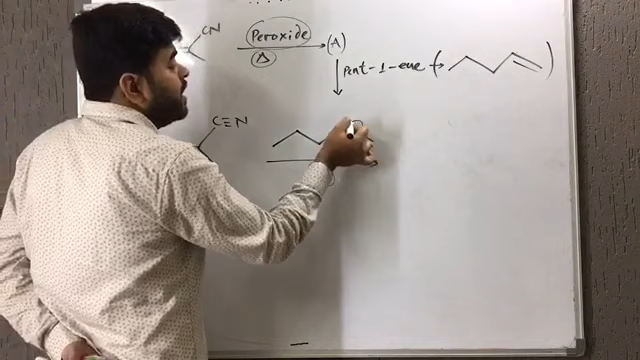 CN
Peroxide
Δ
(A)
Pent-1-ene
C≡N